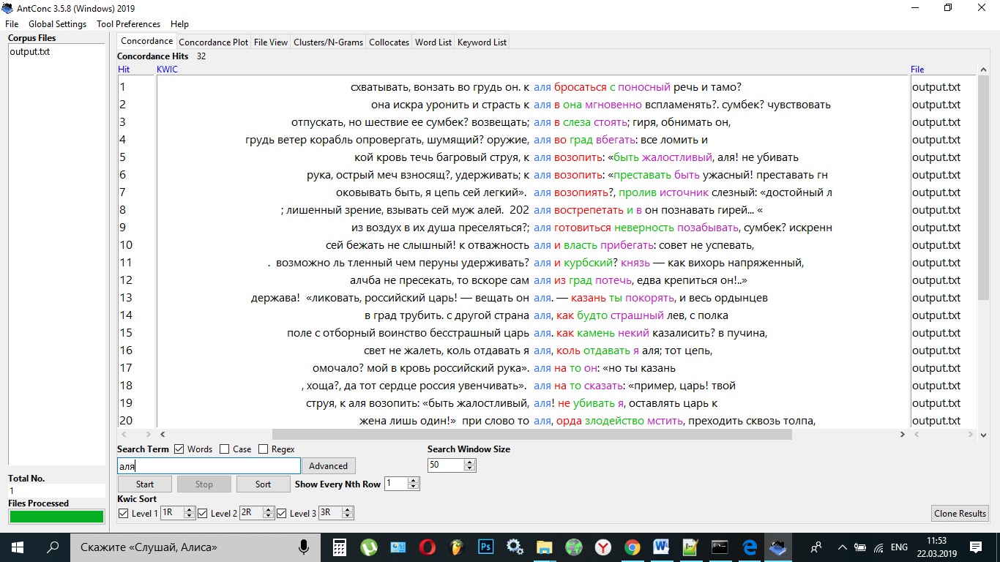 AntConc 3.5.8 (Windows) 2019
File Global Settings Tool Preferences Help
Corpus Files
output.txt
Concordance Concordance Plot File View Clusters/N-Grams Collocates Word List Keyword List
Concordance Hits 32
Hit KWIC File
1 схватывать, вонзать во грудь он. к аля бросаться с поносный речь и тамо? output.txt
2 она искра уронить и страсть к аля в она мгновенно вспламенять?. сумбек? чувствовать output.txt
3 отпускать, но шествие ее сумбек? возвещать; аля в слеза стоять; гиря, обнимать он, output.txt
4 грудь ветер корабль опровергать, шумящий? оружие, аля во град вбегать: все ломить и output.txt
5 кой кровь течь багровый струя, к аля возопить: «быть жалостливый, аля! не убивать output.txt
6 рука, острый меч взносящ?, удерживать; к аля возопить: «преставать быть ужасный! преставать гн output.txt
7 оковывать быть, я цепь сей легкий». аля возопиять?, пролив источник слезный: «достойный л output.txt
8 ; лишенный зрение, взывать сей муж алей. 202 аля вострепетать и в он познавать гирей... « output.txt
9 из воздух в их душа преселяться?; аля готовиться неверность позабывать, сумбек? искренн output.txt
10 сей бежать не слышный! к отважность аля и власть прибегать: совет не успевать, output.txt
11 . возможно ль тленный чем перуны удерживать? аля и курбский? князь — как вихорь напряженный, output.txt
12 алчба не пресекать, то вскоре сам аля из град потечь, едва крепиться он!..» output.txt
13 держава! «ликовать, российский царь! — вещать он аля. — казань ты покорять, и весь ордынцев output.txt
14 в град трубить. с другой страна аля, как будто страшный лев, с полка output.txt
15 поле с отборный воинство бесстрашный царь аля. как камень некий казалисить? в пучина, output.txt
16 свет не жалеть, коль отдавать я аля, коль отдавать я аля; тот цепь, output.txt
17 омочало? мой в кровь российский рука». аля на то он: «но ты казань output.txt
18 , хоща?, да тот сердце россия увенчивать». аля на то сказать: «пример, царь! твой output.txt
19 струя, к аля возопить: «быть жалостливый, аля! не убивать я, оставлять царь к output.txt
20 жена лишь один!» при слово то аля, орда злодейство мстить, преходить сквозь толпа, output.txt
Search Term Words Case Regex Search Window Size
аля Advanced 50
Start Stop Sort Show Every Nth Row 1
Kwic Sort
Level 1 1R Level 2 2R Level 3 3R Clone Results
Total No.
1
Files Processed
Скажите «Слушай, Алиса» ENG 11:53
22.03.2019